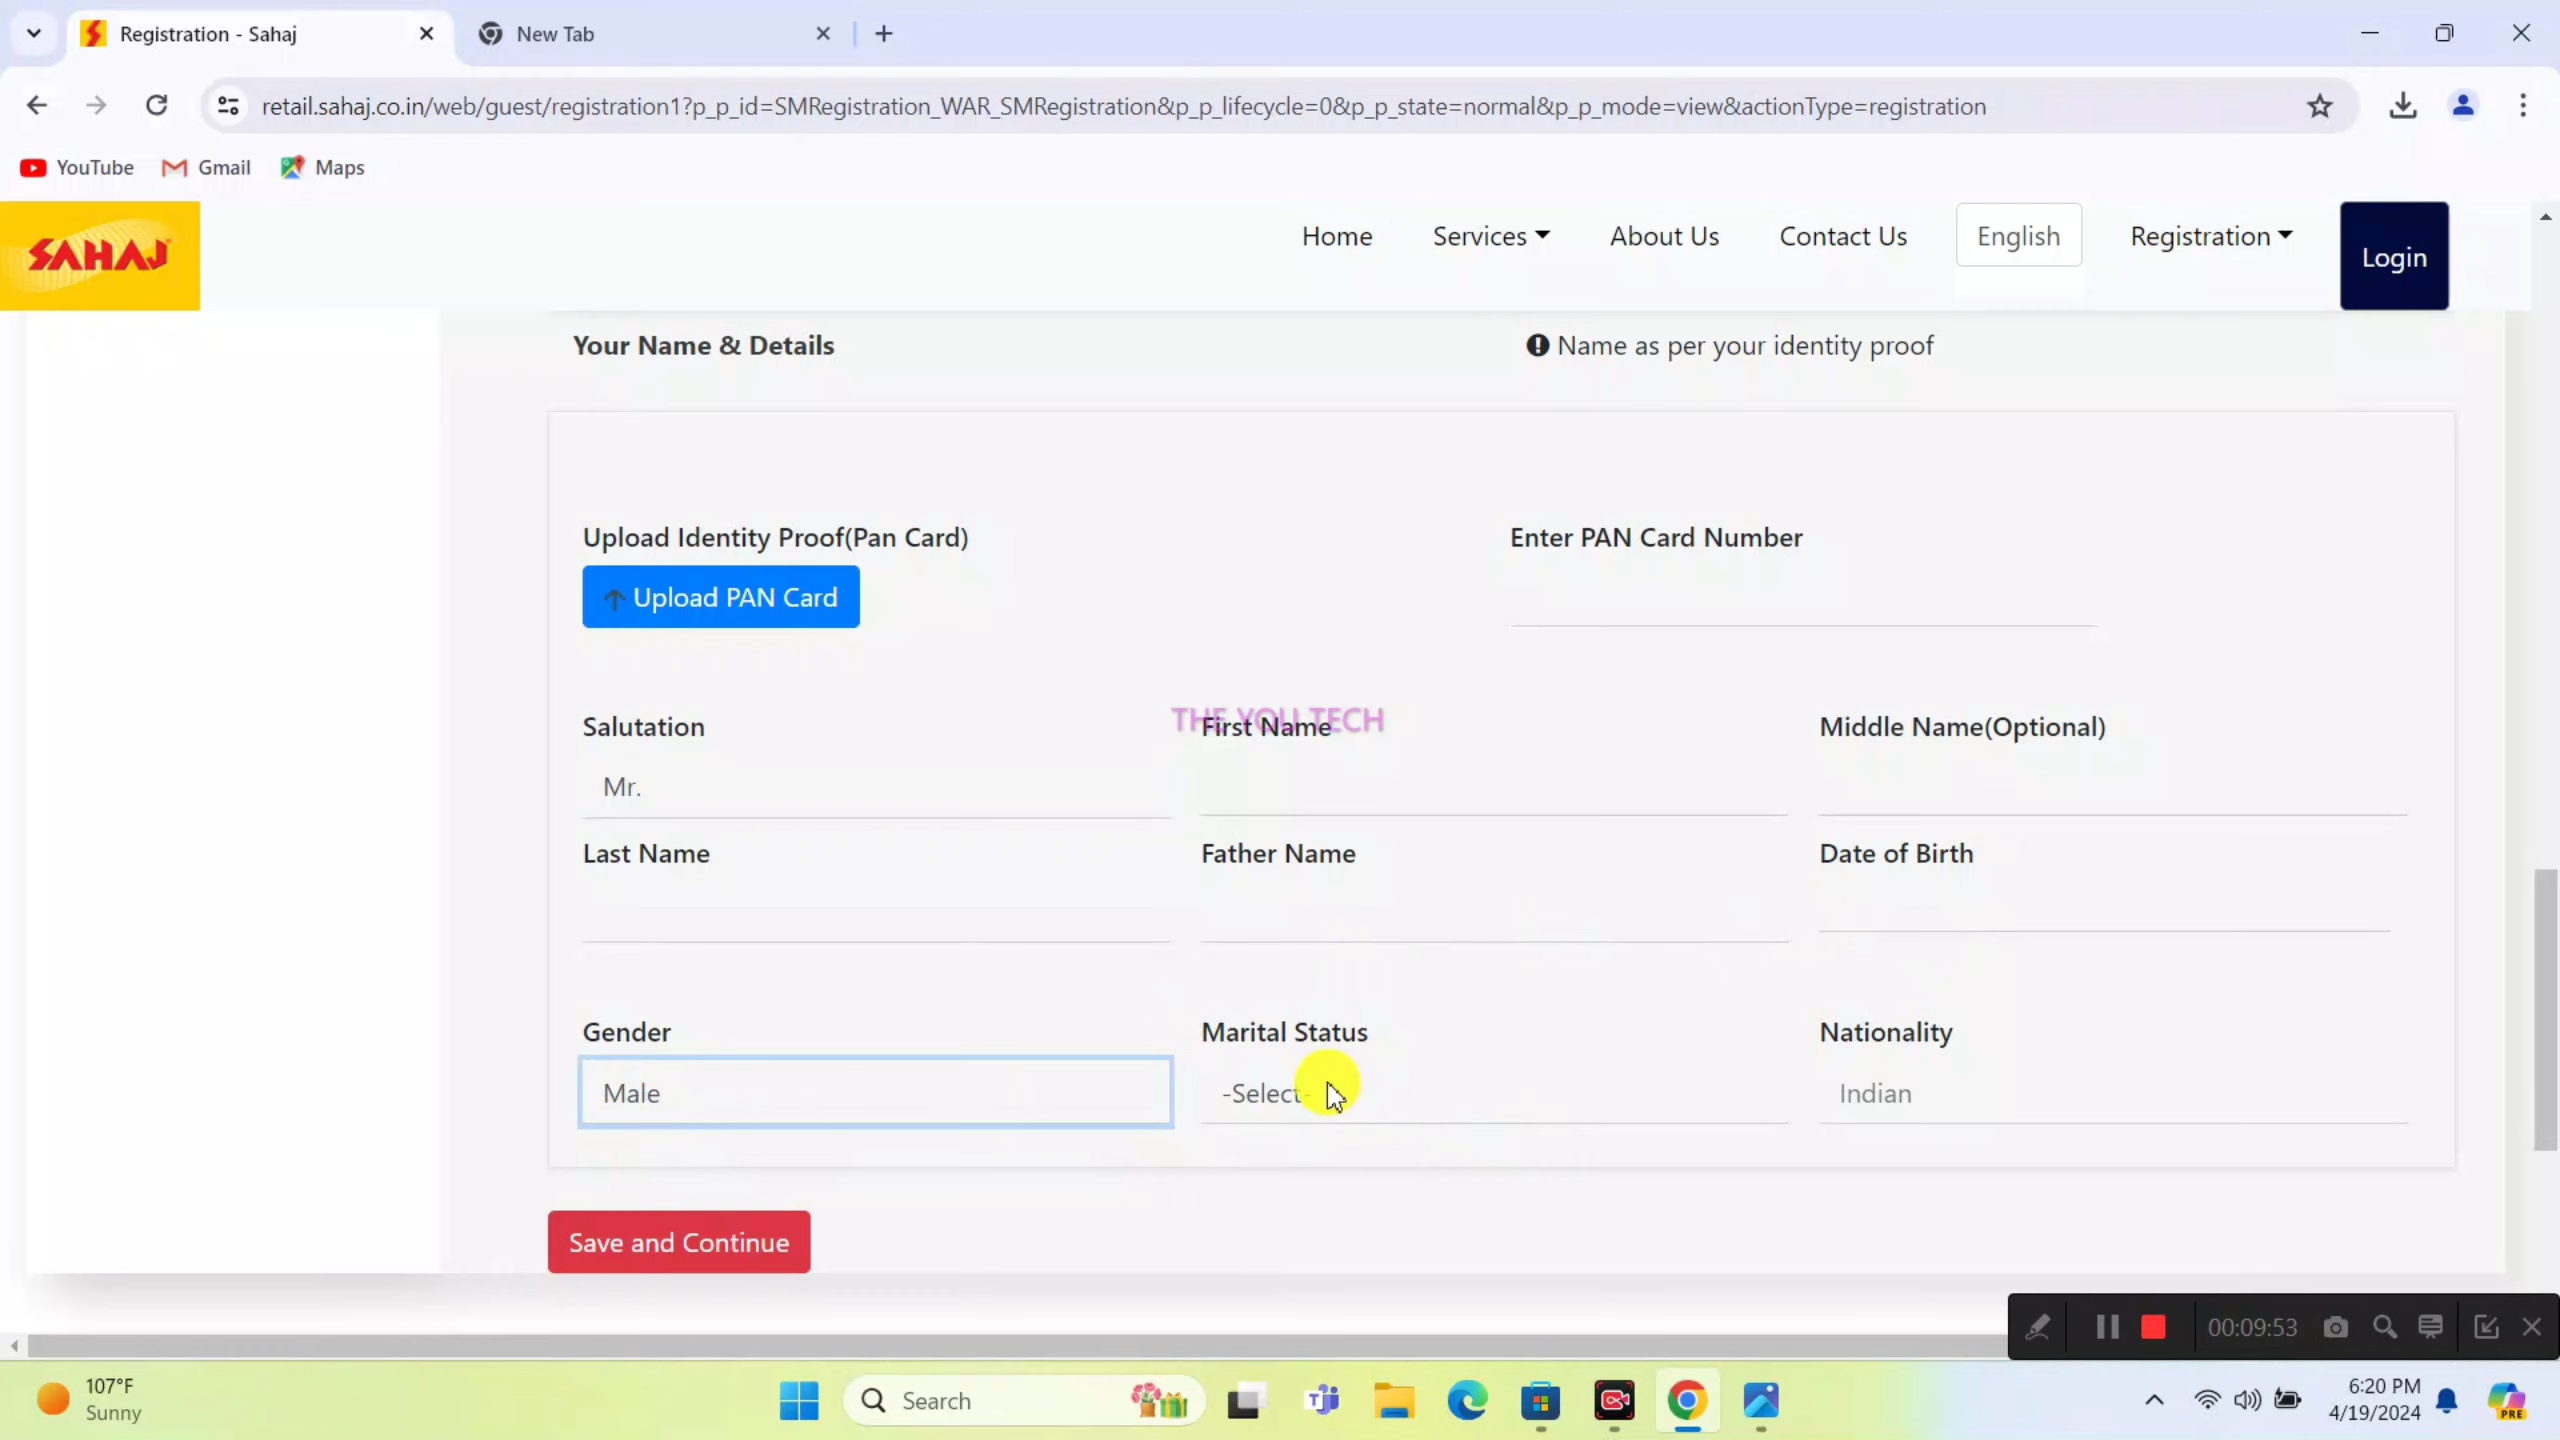 Registration - Sahaj
New Tab
retail.sahaj.co.in/web/guest/registration1?p_p_id=SMRegistration_WAR_SMRegistration&p_p_lifecycle=0&p_p_state=normal&p_p_mode=view&actionType=registration
YouTube Gmail Maps
SAHAJ
Home Services About Us Contact Us English Registration Login
Your Name & Details
Name as per your identity proof
Upload Identity Proof(Pan Card)
Enter PAN Card Number
Upload PAN Card
THE YOU TECH
Salutation First Name Middle Name(Optional)
Mr.
Last Name Father Name Date of Birth
Gender Marital Status Nationality
Male -Select- Indian
Save and Continue
00:09:53
107°F
Sunny
Search
6:20 PM
4/19/2024
PRE